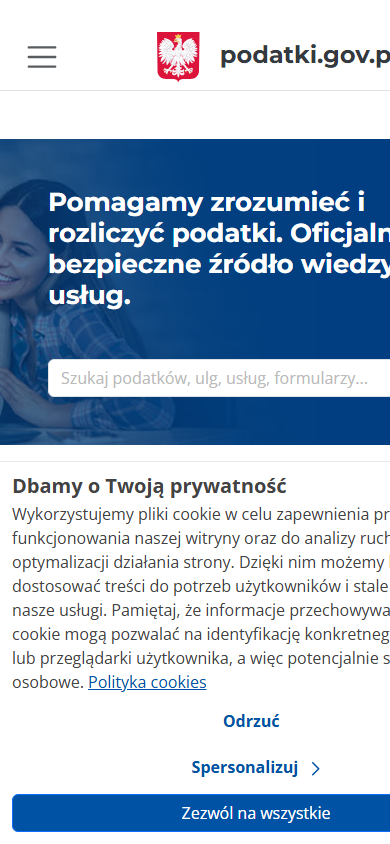 podatki.gov.p
Pomagamy zrozumieć i
rozliczyć podatki. Oficjaln
bezpieczne źródło wiedzy
usług.
Szukaj podatków, ulg, usług, formularzy...
Dbamy o Twoją prywatność
Wykorzystujemy pliki cookie w celu zapewnienia pr
funkcjonowania naszej witryny oraz do analizy ruch
optymalizacji działania strony. Dzięki nim możemy
dostosować treści do potrzeb użytkowników i stale
nasze usługi. Pamiętaj, że informacje przechowywa
cookie mogą pozwalać na identyfikację konkretneg
lub przeglądarki użytkownika, a więc potencjalnie s
osobowe. Polityka cookies
Odrzuć
Spersonalizuj
Zezwól na wszystkie